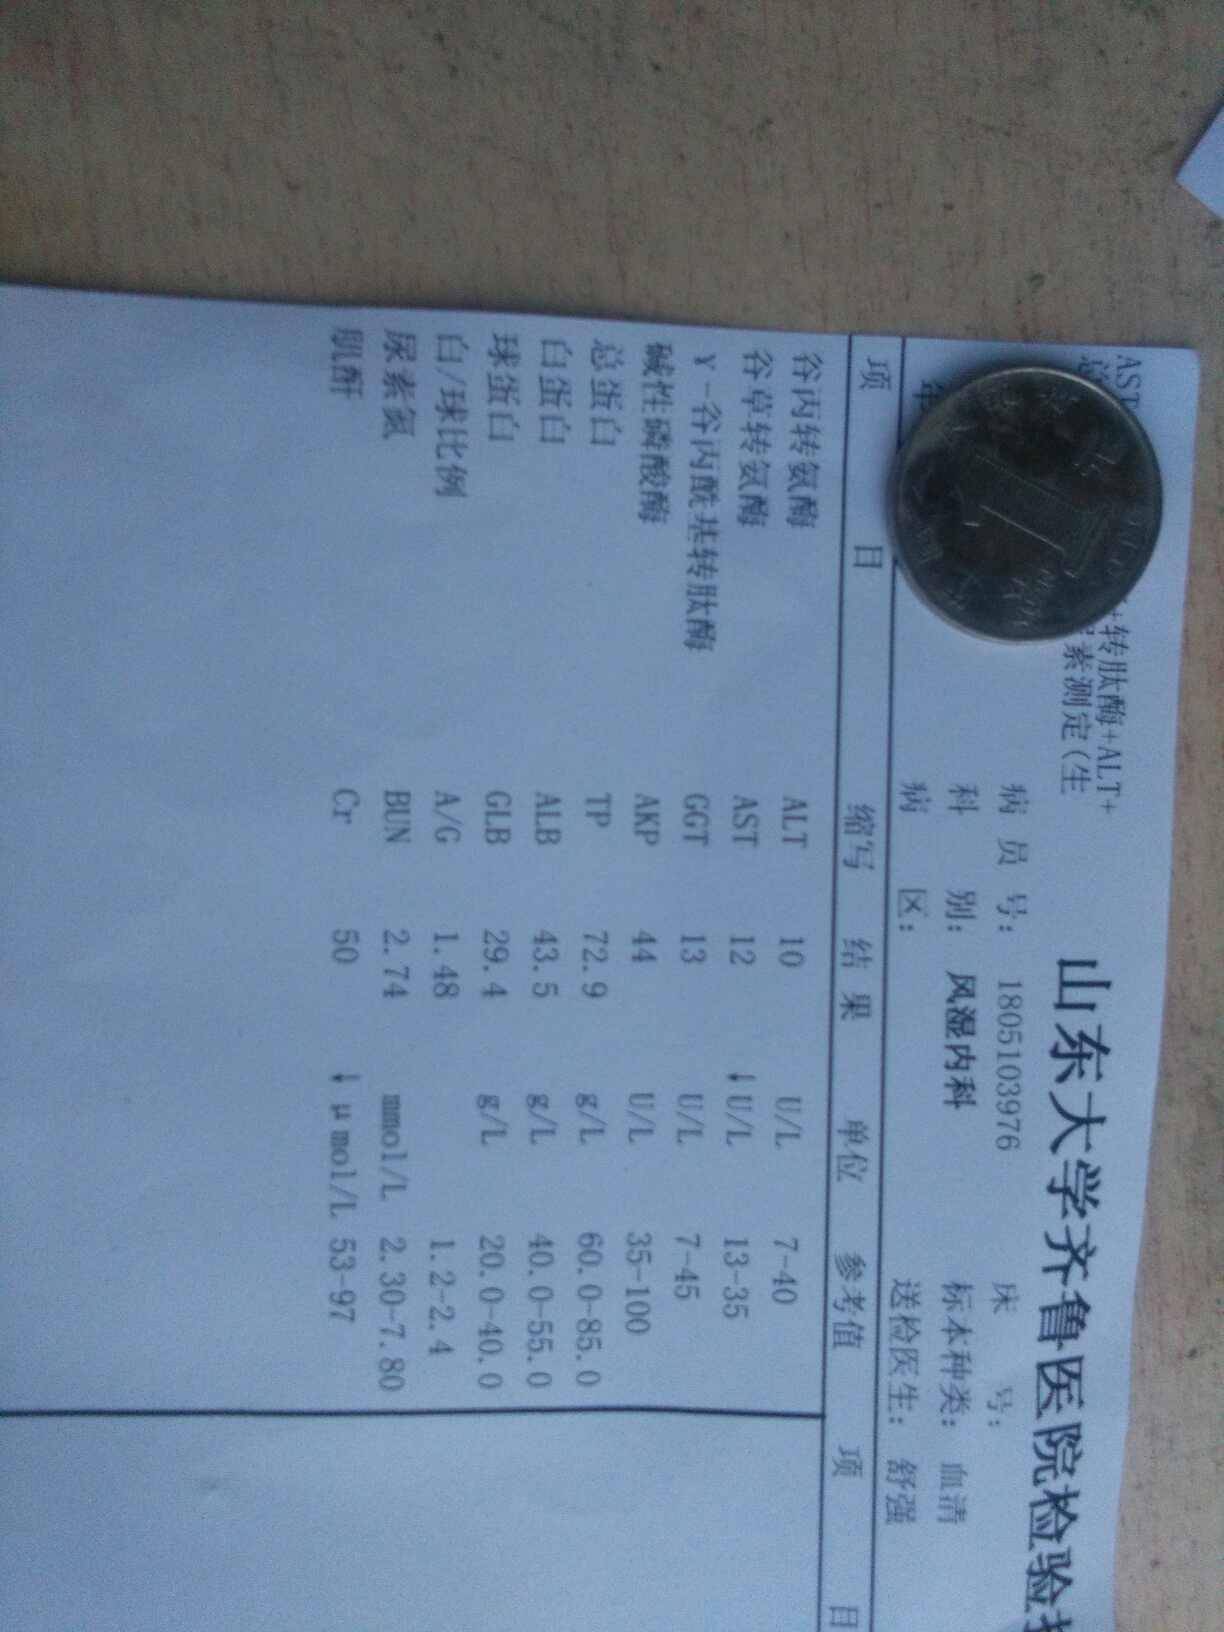 AST
+转肽酶+ALT+
总
尿素测定(生
山东大学齐鲁医院检验
病 员 号: 1805103976
床 号:
科 别: 风湿内科
标本种类: 血清
年
病 区:
送检医生: 舒强
项 目 缩写 结 果 单位 参考值 项 目
谷丙转氨酶 ALT 10 U/L 7-40
谷草转氨酶 AST 12 ↓ U/L 13-35
γ-谷丙酰基转肽酶 GGT 13 U/L 7-45
碱性磷酸酶 AKP 44 U/L 35-100
总蛋白 TP 72.9 g/L 60.0-85.0
白蛋白 ALB 43.5 g/L 40.0-55.0
球蛋白 GLB 29.4 g/L 20.0-40.0
白/球比例 A/G 1.48 1.2-2.4
尿素氮 BUN 2.74 mmol/L 2.30-7.80
肌酐 Cr 50 ↓ μmol/L 53-97